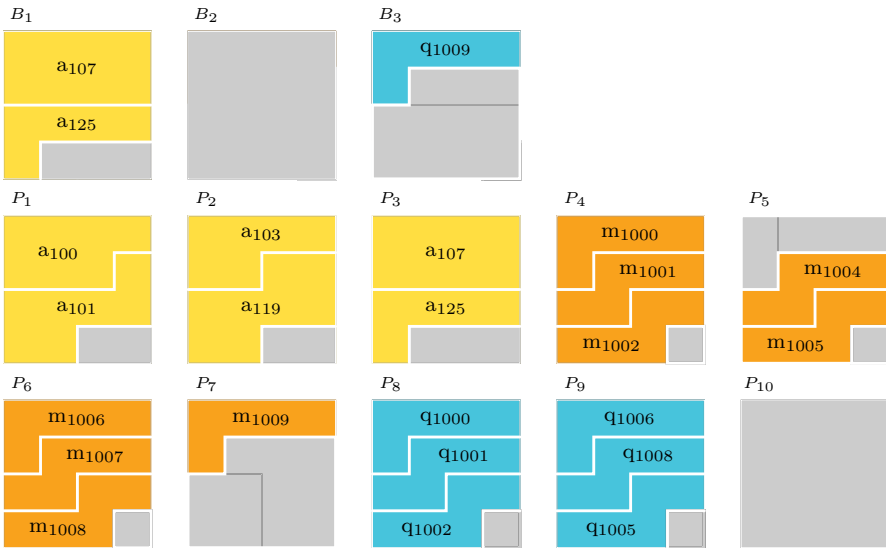 B₁ B₂ B₃
a₁₀₇ q₁₀₀₉
a₁₂₅
P₁ P₂ P₃ P₄ P₅
a₁₀₀ a₁₀₃ a₁₀₇ m₁₀₀₀
m₁₀₀₁ m₁₀₀₄
a₁₀₁ a₁₁₉ a₁₂₅
m₁₀₀₂ m₁₀₀₅
P₆ P₇ P₈ P₉ P₁₀
m₁₀₀₆ m₁₀₀₉ q₁₀₀₀ q₁₀₀₆
m₁₀₀₇ q₁₀₀₁ q₁₀₀₈
m₁₀₀₈ q₁₀₀₂ q₁₀₀₅